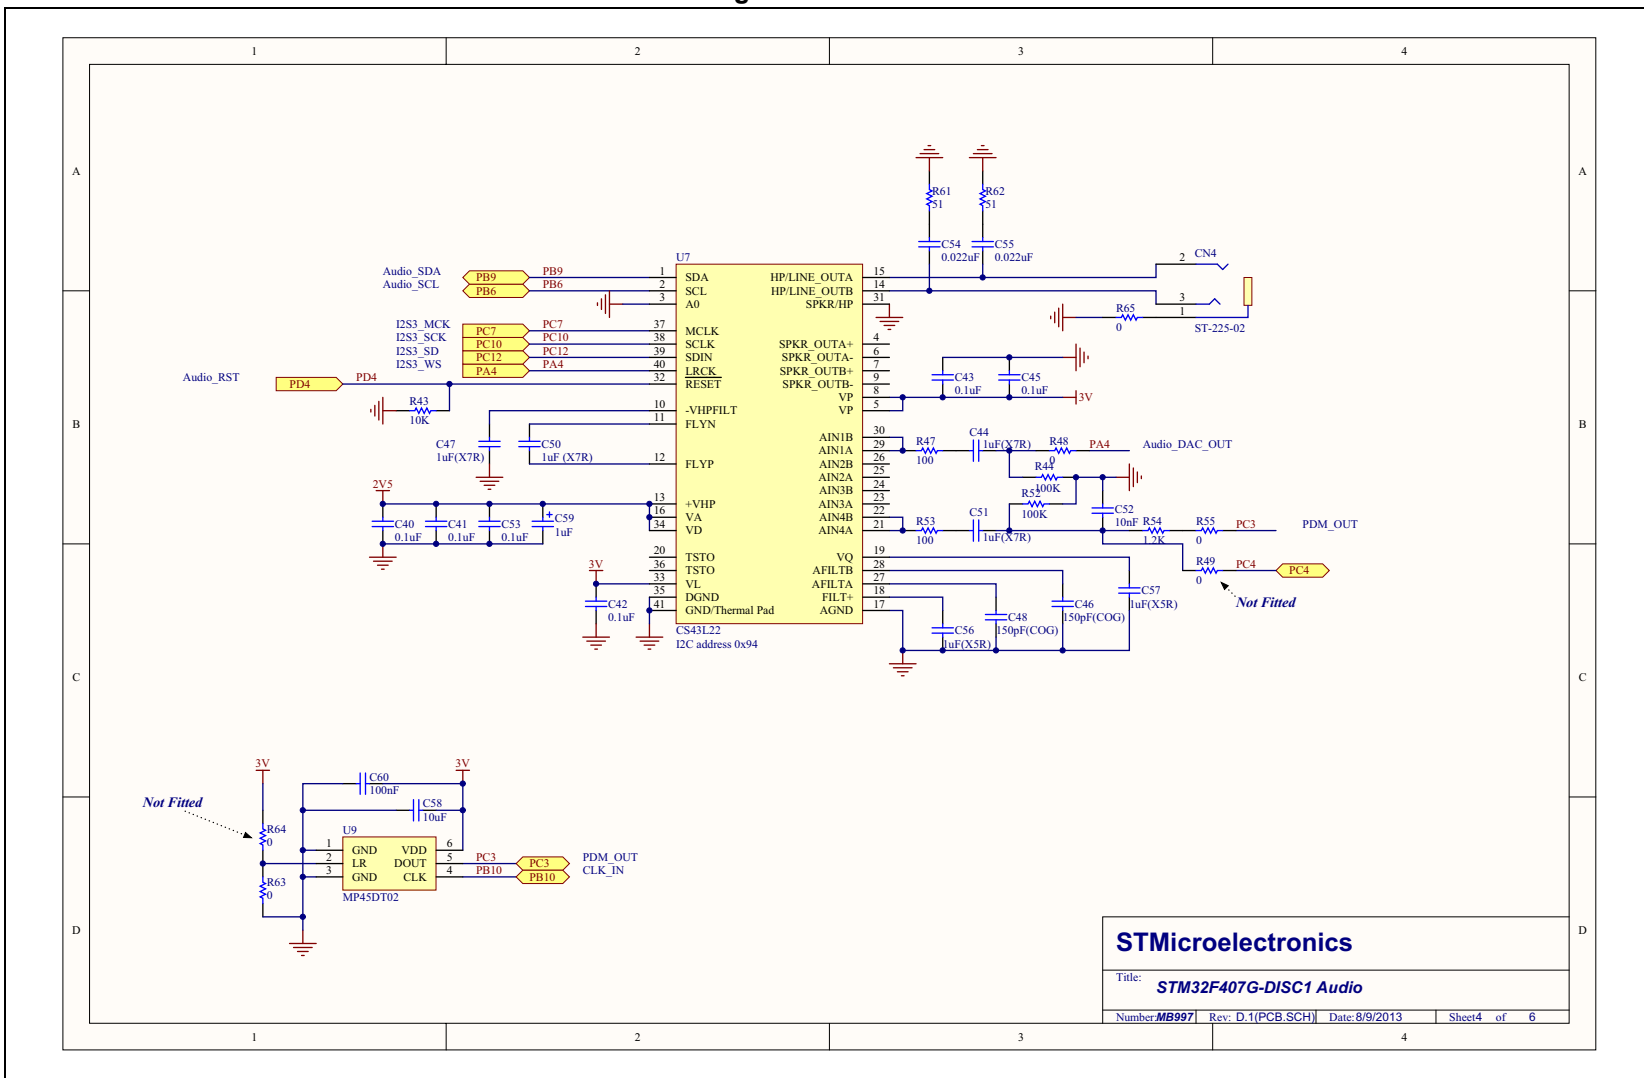 1 2 3 4
A A
B B
C C
D D
R61
51
R62
51
C54
0.022uF
C55
0.022uF
U7
CN4
Audio_SDA PB9 PB9 1 SDA HP/LINE_OUTA 15 2
Audio_SCL PB6 PB6 2 SCL HP/LINE_OUTB 14
3 A0 SPKR/HP 31 3
R65
0
1
ST-225-02
I2S3_MCK PC7 PC7 37 MCLK
I2S3_SCK PC10 PC10 38 SCLK SPKR_OUTA+ 4
I2S3_SD PC12 PC12 39 SDIN SPKR_OUTA- 6
I2S3_WS PA4 PA4 40 LRCK SPKR_OUTB+ 7
Audio_RST PD4 PD4 32 RESET SPKR_OUTB- 9
VP 8
VP 5
C43
0.1uF
C45
0.1uF
3V
R43
10K
10 -VHPFILT
11 FLYN
12 FLYP
C47
1uF(X7R)
C50
1uF (X7R)
AIN1B 30
AIN1A 29
AIN2B 26
AIN2A 25
AIN3B 24
AIN3A 23
AIN4B 22
AIN4A 21
R47
100
C44
1uF(X7R)
R48
0
PA4 Audio_DAC_OUT
R44
100K
R52
100K
C52
10nF
R53
100
C51
1uF(X7R)
R54
1.2K
R55
0
PC3 PDM_OUT
R49
0
PC4 PC4
Not Fitted
2V5
13 +VHP
16 VA
34 VD
C40
0.1uF
C41
0.1uF
C53
0.1uF
+
C59
1uF
20 TSTO
36 TSTO
33 VL
35 DGND
41 GND/Thermal Pad
3V
C42
0.1uF
VQ 19
AFILTB 28
AFILTA 27
FILT+ 18
AGND 17
C57
1uF(X5R)
C46
150pF(COG)
C48
150pF(COG)
C56
1uF(X5R)
CS43L22
I2C address 0x94
3V 3V
C60
100nF
C58
10uF
Not Fitted
R64
0
R63
0
U9
1 GND VDD 6
2 LR DOUT 5 PC3 PC3 PDM_OUT
3 GND CLK 4 PB10 PB10 CLK_IN
MP45DT02
STMicroelectronics
Title:
STM32F407G-DISC1 Audio
Number:MB997 Rev: D.1(PCB.SCH) Date:8/9/2013 Sheet4 of 6
1 2 3 4